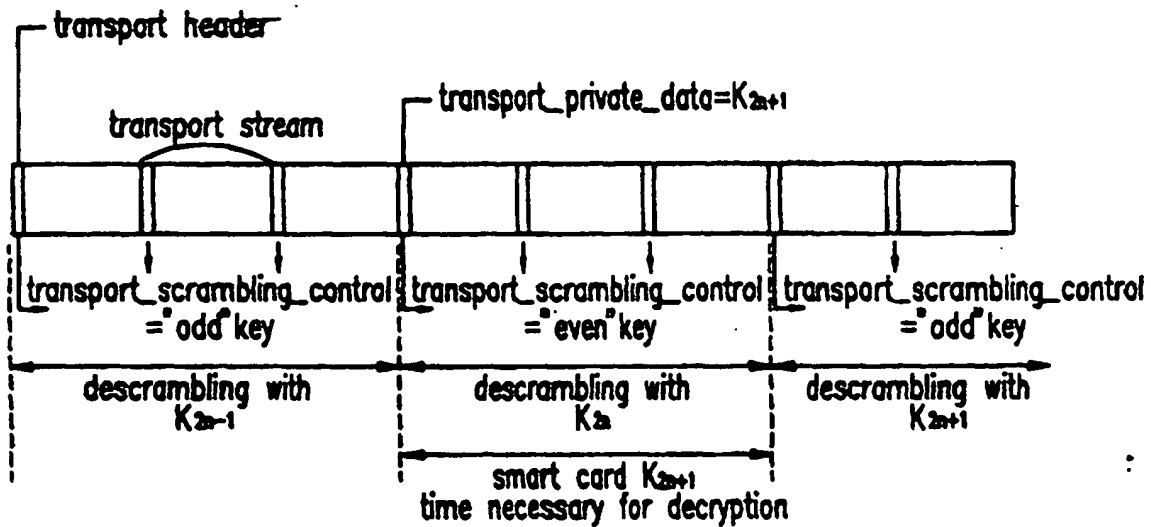 transport header
transport_private_data=K2n+1
transport stream
transport_scrambling_control ="odd"key
transport_scrambling_control ="even"key
transport_scrambling_control ="odd"key
descrambling with K2n-1
descrambling with K2n
descrambling with K2n+1
smart card K2n+1
time necessary for decryption